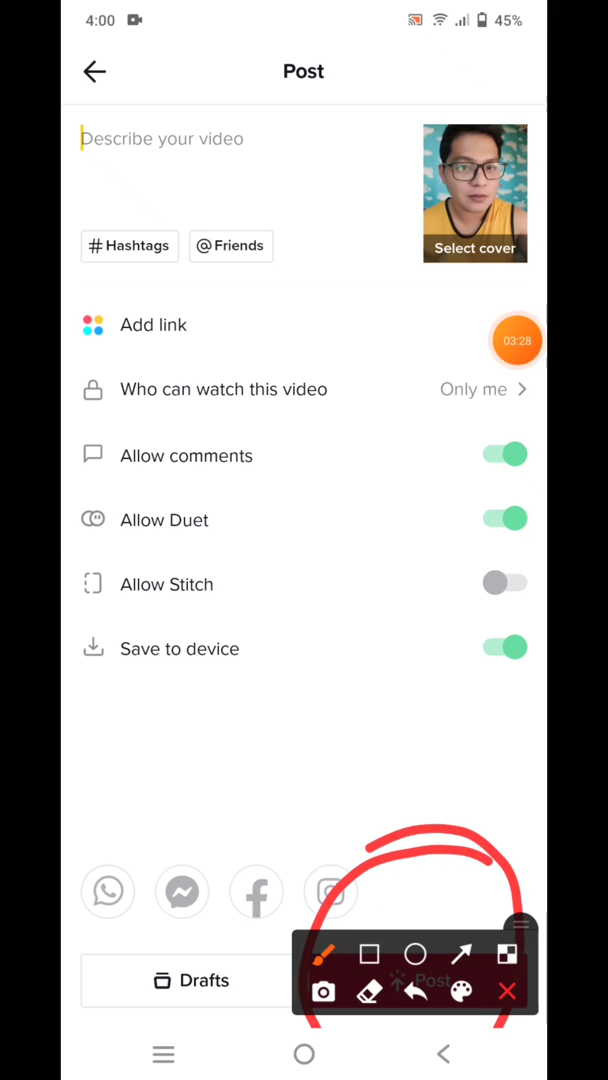 4:00
45%
Post
Describe your video
Select cover
# Hashtags
@ Friends
Add link
03:28
Who can watch this video
Only me
Allow comments
Allow Duet
Allow Stitch
Save to device
Drafts
Post